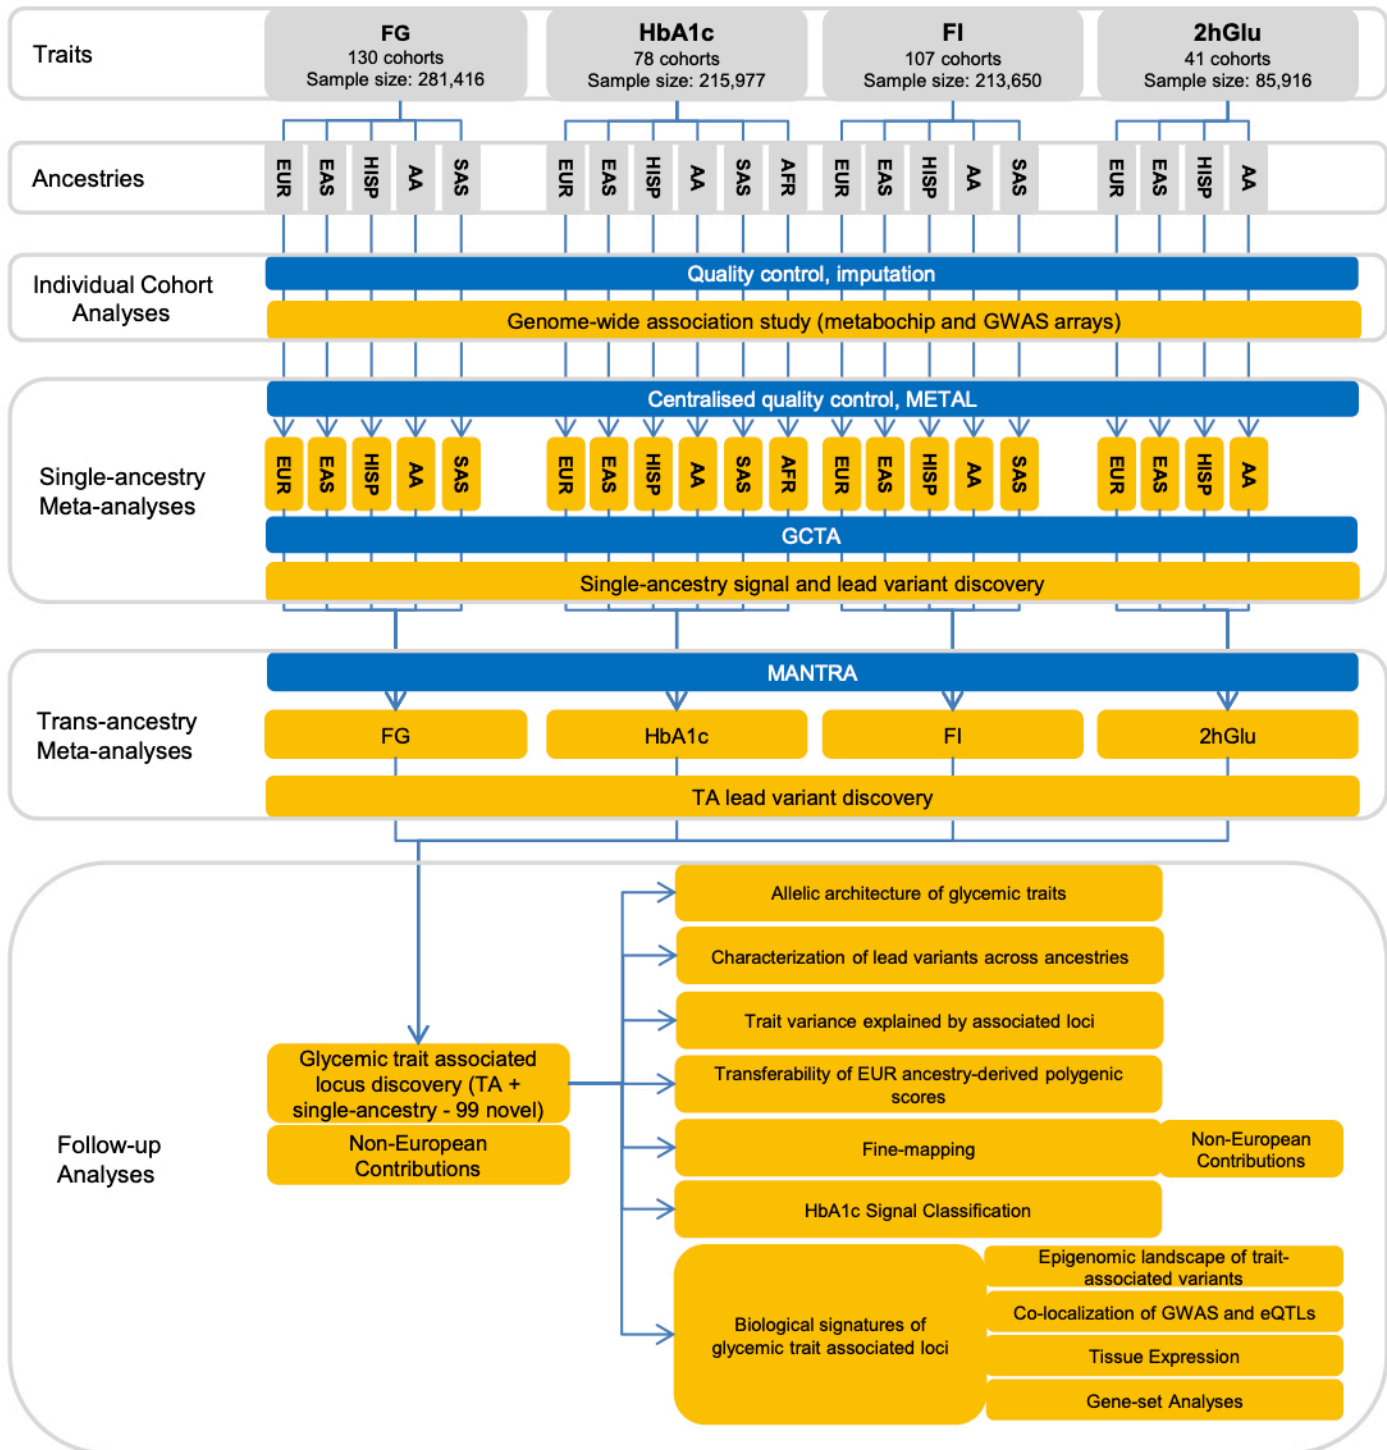 Traits
FG
130 cohorts
Sample size: 281,416
HbA1c
78 cohorts
Sample size: 215,977
FI
107 cohorts
Sample size: 213,650
2hGlu
41 cohorts
Sample size: 85,916
Ancestries
EUR
EAS
HISP
AA
SAS
EUR
EAS
HISP
AA
SAS
AFR
EUR
EAS
HISP
AA
SAS
EUR
EAS
HISP
AA
Individual Cohort
Analyses
Quality control, imputation
Genome-wide association study (metabochip and GWAS arrays)
Single-ancestry
Meta-analyses
Centralised quality control, METAL
EUR
EAS
HISP
AA
SAS
EUR
EAS
HISP
AA
SAS
AFR
EUR
EAS
HISP
AA
SAS
EUR
EAS
HISP
AA
GCTA
Single-ancestry signal and lead variant discovery
Trans-ancestry
Meta-analyses
MANTRA
FG
HbA1c
FI
2hGlu
TA lead variant discovery
Follow-up
Analyses
Glycemic trait associated
locus discovery (TA +
single-ancestry - 99 novel)
Non-European
Contributions
Allelic architecture of glycemic traits
Characterization of lead variants across ancestries
Trait variance explained by associated loci
Transferability of EUR ancestry-derived polygenic
scores
Fine-mapping
Non-European
Contributions
HbA1c Signal Classification
Biological signatures of
glycemic trait associated loci
Epigenomic landscape of trait-
associated variants
Co-localization of GWAS and eQTLs
Tissue Expression
Gene-set Analyses